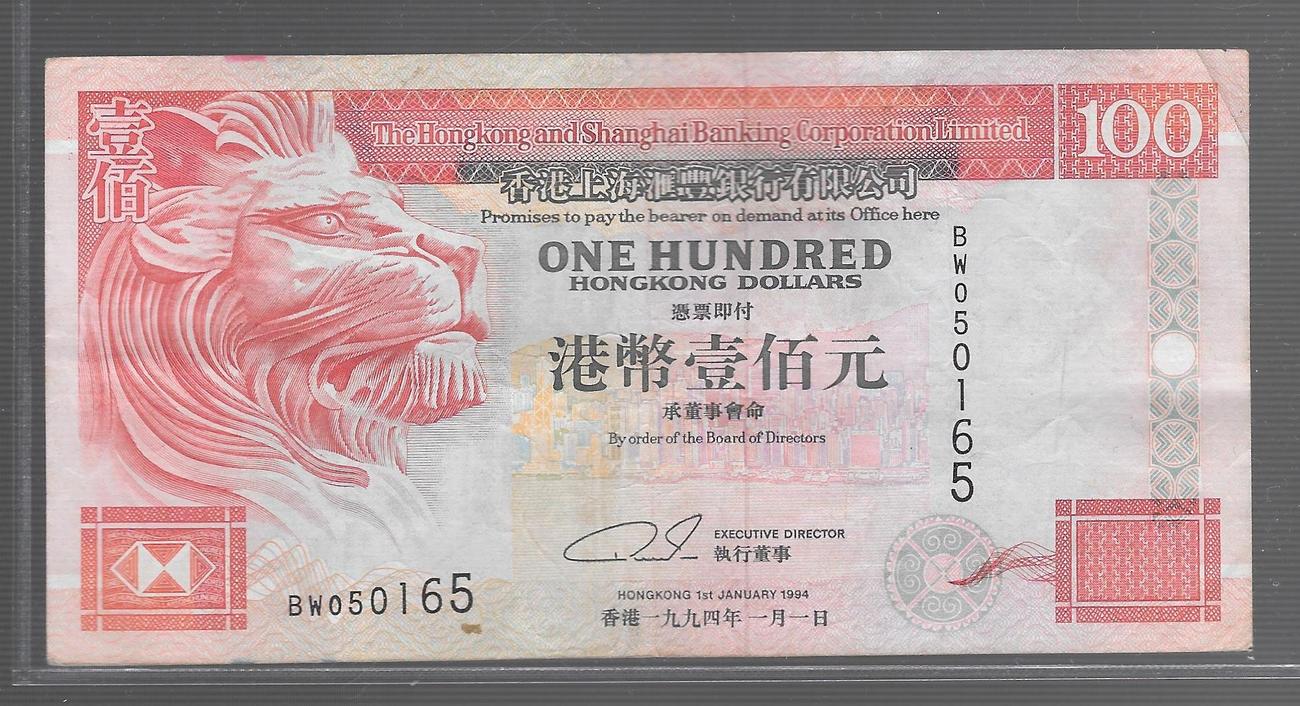 壹佰
The Hongkong and Shanghai Banking Corporation Limited
100
香港上海滙豐銀行有限公司
Promises to pay the bearer on demand at its Office here
ONE HUNDRED
HONGKONG DOLLARS
憑票即付
港幣壹佰元
承董事會命
By order of the Board of Directors
BW050165
EXECUTIVE DIRECTOR
執行董事
HONGKONG 1st JANUARY 1994
香港一九九四年一月一日
BW050165